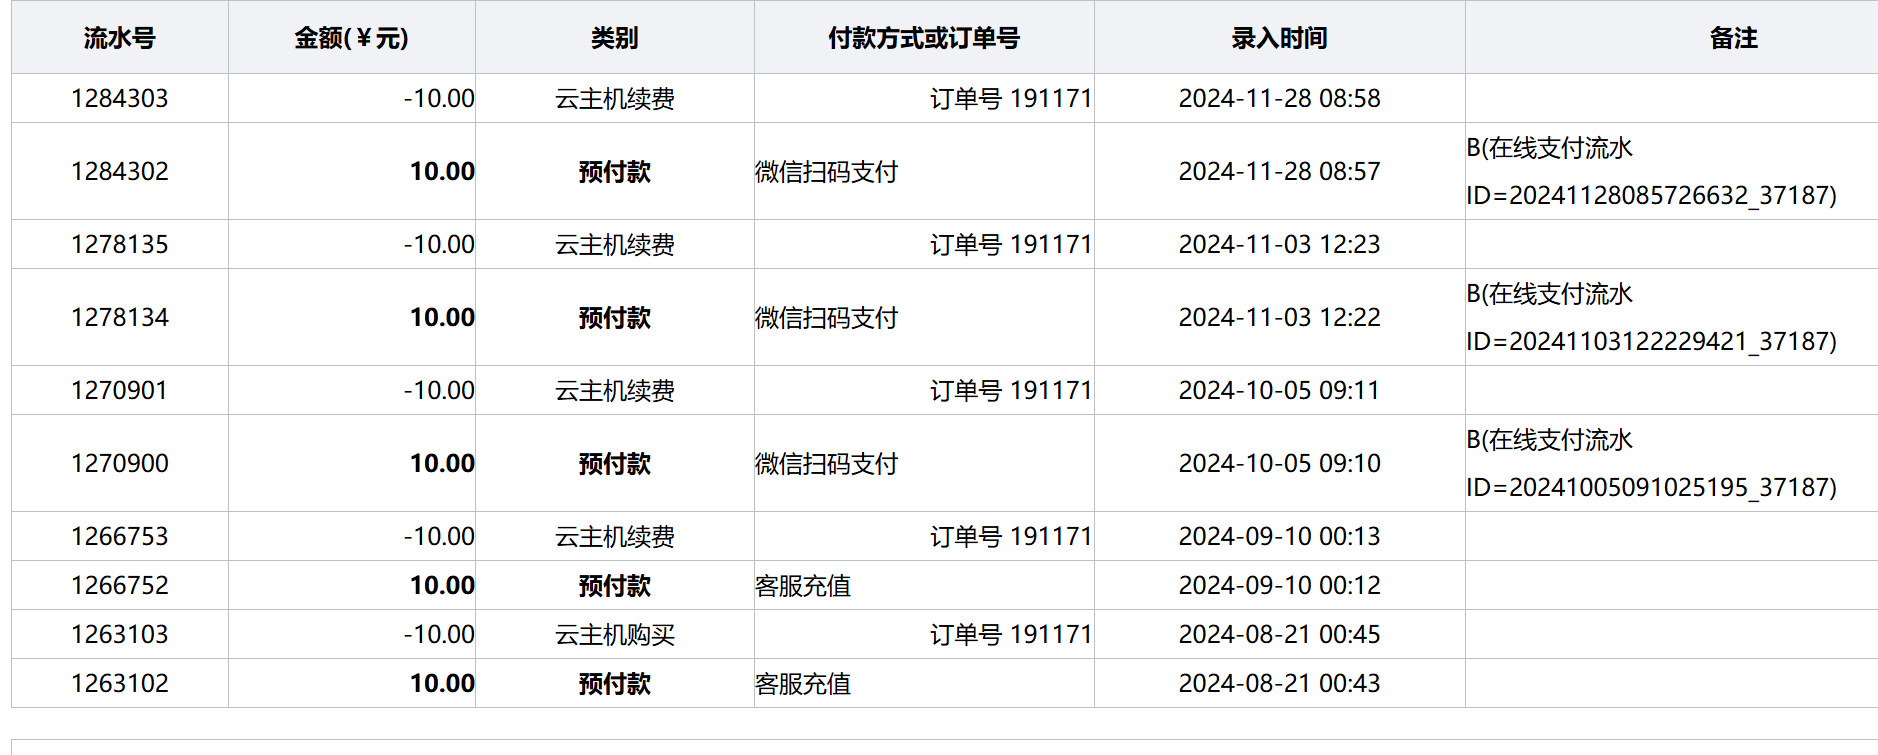 流水号 金额(￥元) 类别 付款方式或订单号 录入时间 备注
1284303 -10.00 云主机续费 订单号 191171 2024-11-28 08:58
1284302 10.00 预付款 微信扫码支付 2024-11-28 08:57 B(在线支付流水
ID=20241128085726632_37187)
1278135 -10.00 云主机续费 订单号 191171 2024-11-03 12:23
1278134 10.00 预付款 微信扫码支付 2024-11-03 12:22 B(在线支付流水
ID=20241103122229421_37187)
1270901 -10.00 云主机续费 订单号 191171 2024-10-05 09:11
1270900 10.00 预付款 微信扫码支付 2024-10-05 09:10 B(在线支付流水
ID=20241005091025195_37187)
1266753 -10.00 云主机续费 订单号 191171 2024-09-10 00:13
1266752 10.00 预付款 客服充值 2024-09-10 00:12
1263103 -10.00 云主机购买 订单号 191171 2024-08-21 00:45
1263102 10.00 预付款 客服充值 2024-08-21 00:43